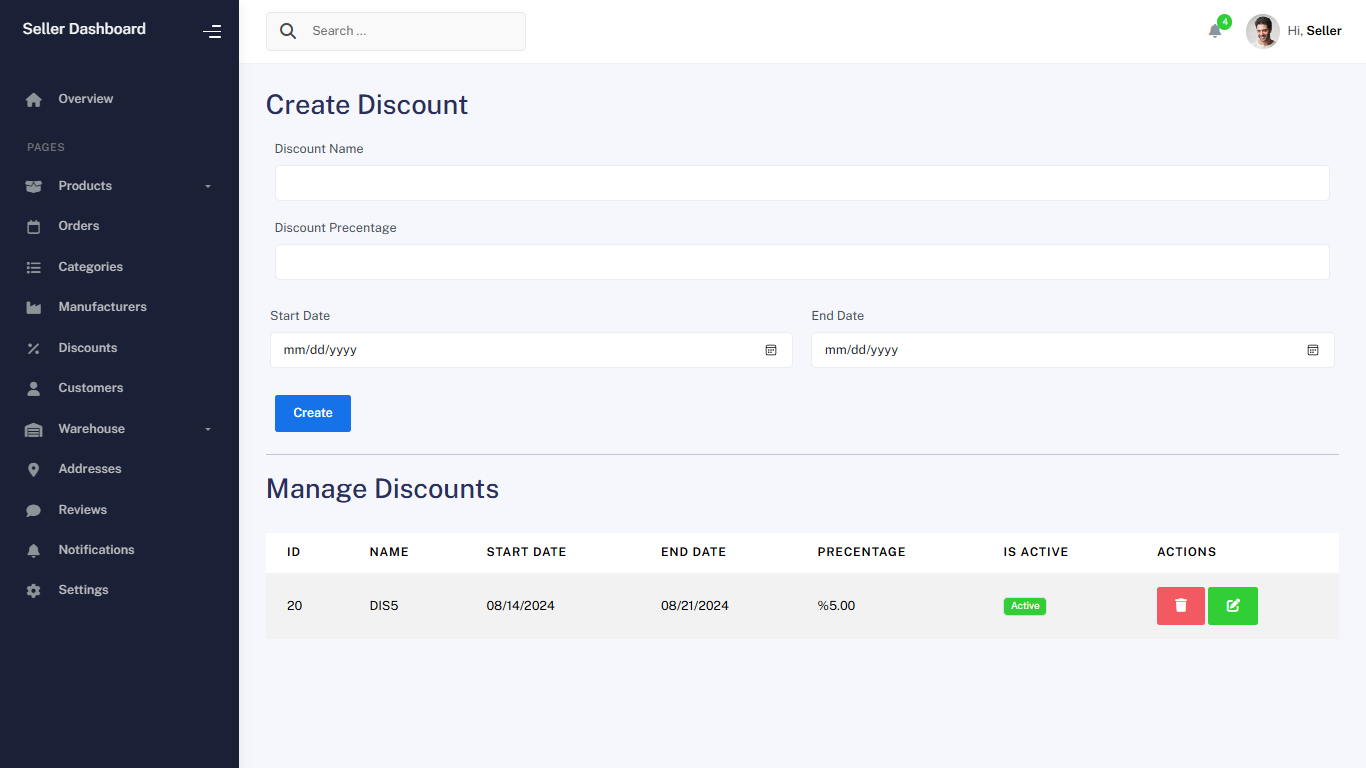 Seller Dashboard
Search ...
4
Hi, Seller
Overview
PAGES
Products
Orders
Categories
Manufacturers
Discounts
Customers
Warehouse
Addresses
Reviews
Notifications
Settings
Create Discount
Discount Name
Discount Precentage
Start Date End Date
mm/dd/yyyy mm/dd/yyyy
Create
Manage Discounts
ID NAME START DATE END DATE PRECENTAGE IS ACTIVE ACTIONS
20 DIS5 08/14/2024 08/21/2024 %5.00 Active